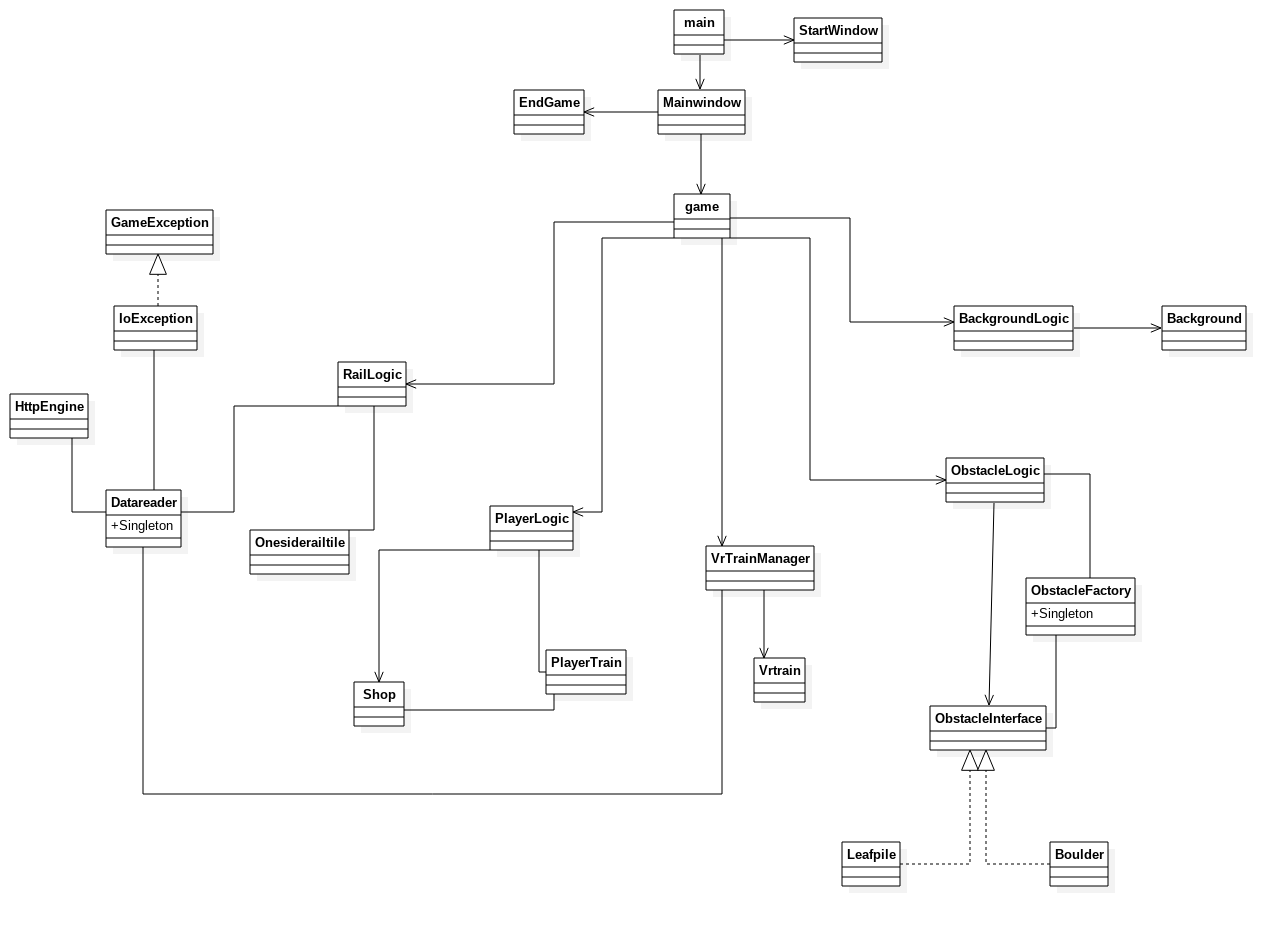 main
StartWindow
EndGame
Mainwindow
game
GameException
IoException
BackgroundLogic
Background
RailLogic
HttpEngine
ObstacleLogic
Datareader
+Singleton
PlayerLogic
Onesiderailtile
VrTrainManager
ObstacleFactory
+Singleton
PlayerTrain
Vrtrain
Shop
ObstacleInterface
Leafpile
Boulder